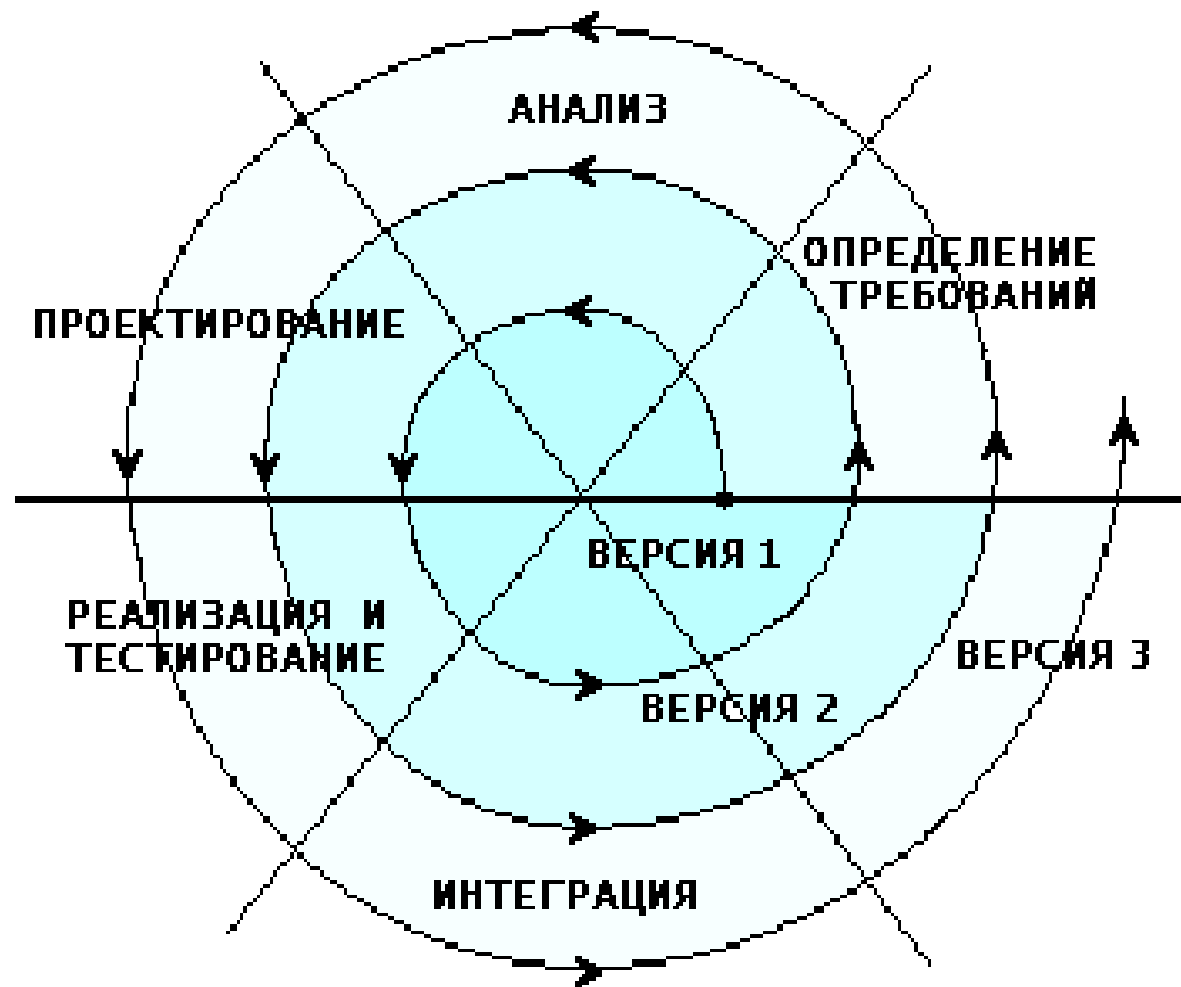 АНАЛИЗ
ОПРЕДЕЛЕНИЕ
ТРЕБОВАНИЙ
ПРОЕКТИРОВАНИЕ
ВЕРСИЯ 1
РЕАЛИЗАЦИЯ И
ТЕСТИРОВАНИЕ
ВЕРСИЯ 3
ВЕРСИЯ 2
ИНТЕГРАЦИЯ